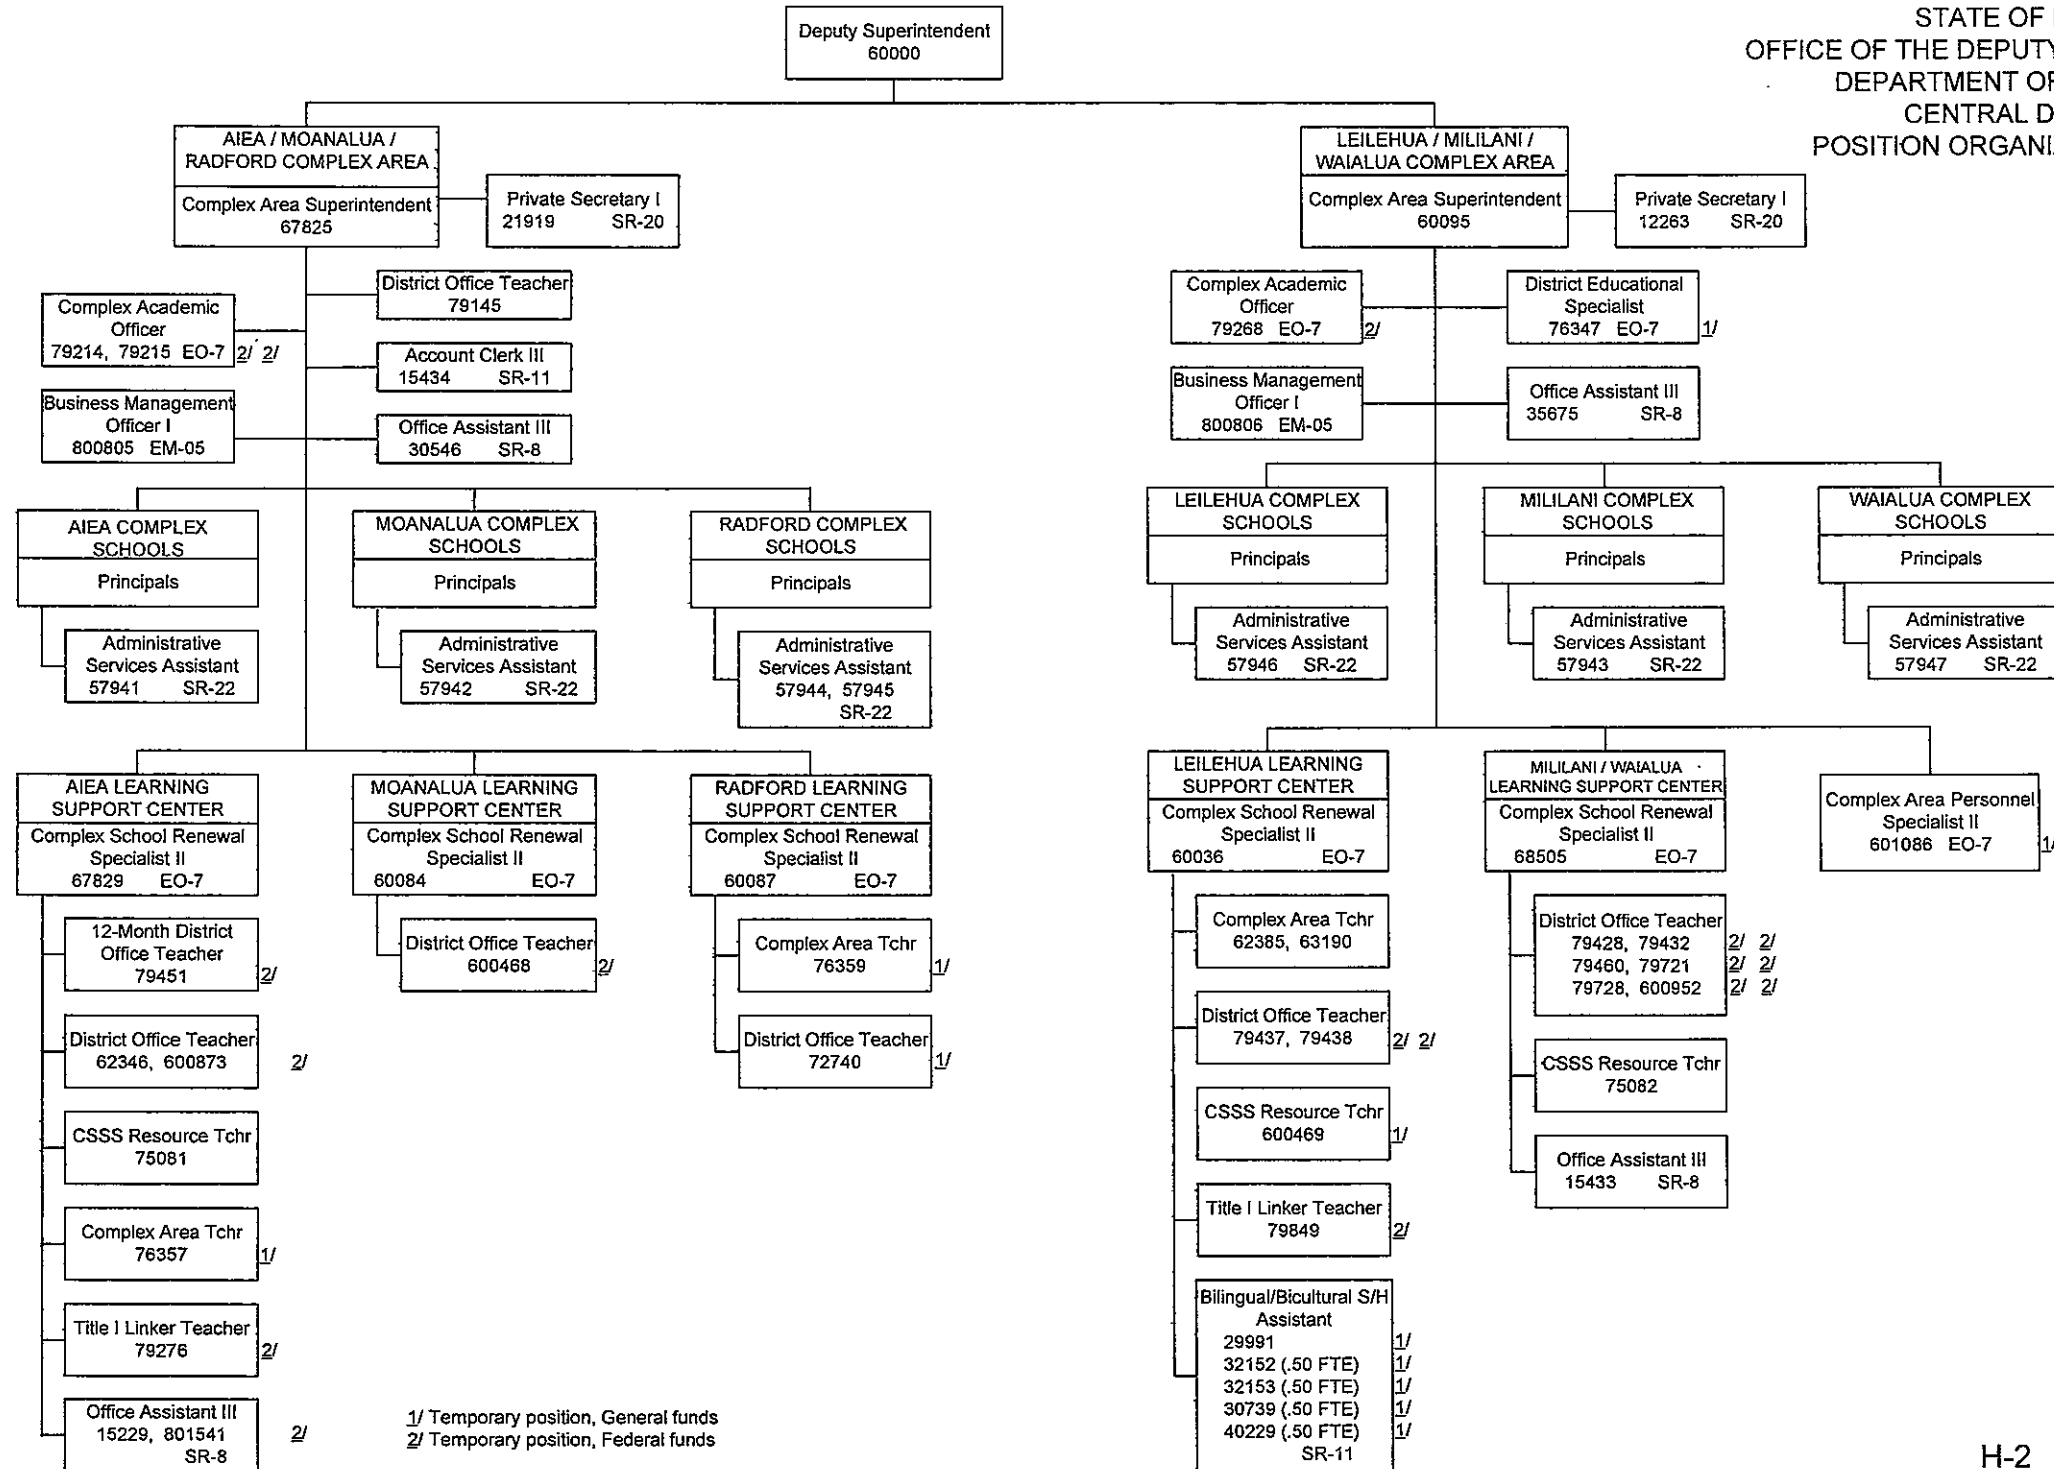 STATE OF
OFFICE OF THE DEPUTY
DEPARTMENT OF
CENTRAL D
POSITION ORGANI
Deputy Superintendent
60000
AIEA / MOANALUA /
RADFORD COMPLEX AREA
Complex Area Superintendent
67825
Private Secretary I
21919 SR-20
Complex Academic
Officer
79214, 79215 EO-7 2/ 2/
District Office Teacher
79145
Account Clerk III
15434 SR-11
Business Management
Officer I
800805 EM-05
Office Assistant III
30546 SR-8
AIEA COMPLEX
SCHOOLS
Principals
Administrative
Services Assistant
57941 SR-22
MOANALUA COMPLEX
SCHOOLS
Principals
Administrative
Services Assistant
57942 SR-22
RADFORD COMPLEX
SCHOOLS
Principals
Administrative
Services Assistant
57944, 57945
SR-22
AIEA LEARNING
SUPPORT CENTER
Complex School Renewal
Specialist II
67829 EO-7
12-Month District
Office Teacher
79451 2/
District Office Teacher
62346, 600873 2/
CSSS Resource Tchr
75081
Complex Area Tchr
76357 1/
Title I Linker Teacher
79276 2/
Office Assistant III
15229, 801541 2/
SR-8
MOANALUA LEARNING
SUPPORT CENTER
Complex School Renewal
Specialist II
60084 EO-7
District Office Teacher
600468 2/
RADFORD LEARNING
SUPPORT CENTER
Complex School Renewal
Specialist II
60087 EO-7
Complex Area Tchr
76359 1/
District Office Teacher
72740 1/
1/ Temporary position, General funds
2/ Temporary position, Federal funds
LEILEHUA / MILILANI /
WAIALUA COMPLEX AREA
Complex Area Superintendent
60095
Private Secretary I
12263 SR-20
Complex Academic
Officer
79268 EO-7 2/
District Educational
Specialist
76347 EO-7 1/
Business Management
Officer I
800806 EM-05
Office Assistant III
35675 SR-8
LEILEHUA COMPLEX
SCHOOLS
Principals
Administrative
Services Assistant
57946 SR-22
MILILANI COMPLEX
SCHOOLS
Principals
Administrative
Services Assistant
57943 SR-22
WAIALUA COMPLEX
SCHOOLS
Principals
Administrative
Services Assistant
57947 SR-22
LEILEHUA LEARNING
SUPPORT CENTER
Complex School Renewal
Specialist II
60036 EO-7
Complex Area Tchr
62385, 63190
District Office Teacher
79437, 79438 2/ 2/
CSSS Resource Tchr
600469 1/
Title I Linker Teacher
79849 2/
Bilingual/Bicultural S/H
Assistant
29991 1/
32152 (.50 FTE) 1/
32153 (.50 FTE) 1/
30739 (.50 FTE) 1/
40229 (.50 FTE) 1/
SR-11
MILILANI / WAIALUA
LEARNING SUPPORT CENTER
Complex School Renewal
Specialist II
68505 EO-7
District Office Teacher
79428, 79432 2/ 2/
79460, 79721 2/ 2/
79728, 600952 2/ 2/
CSSS Resource Tchr
75082
Office Assistant III
15433 SR-8
Complex Area Personnel
Specialist II
601086 EO-7 1/
H-2